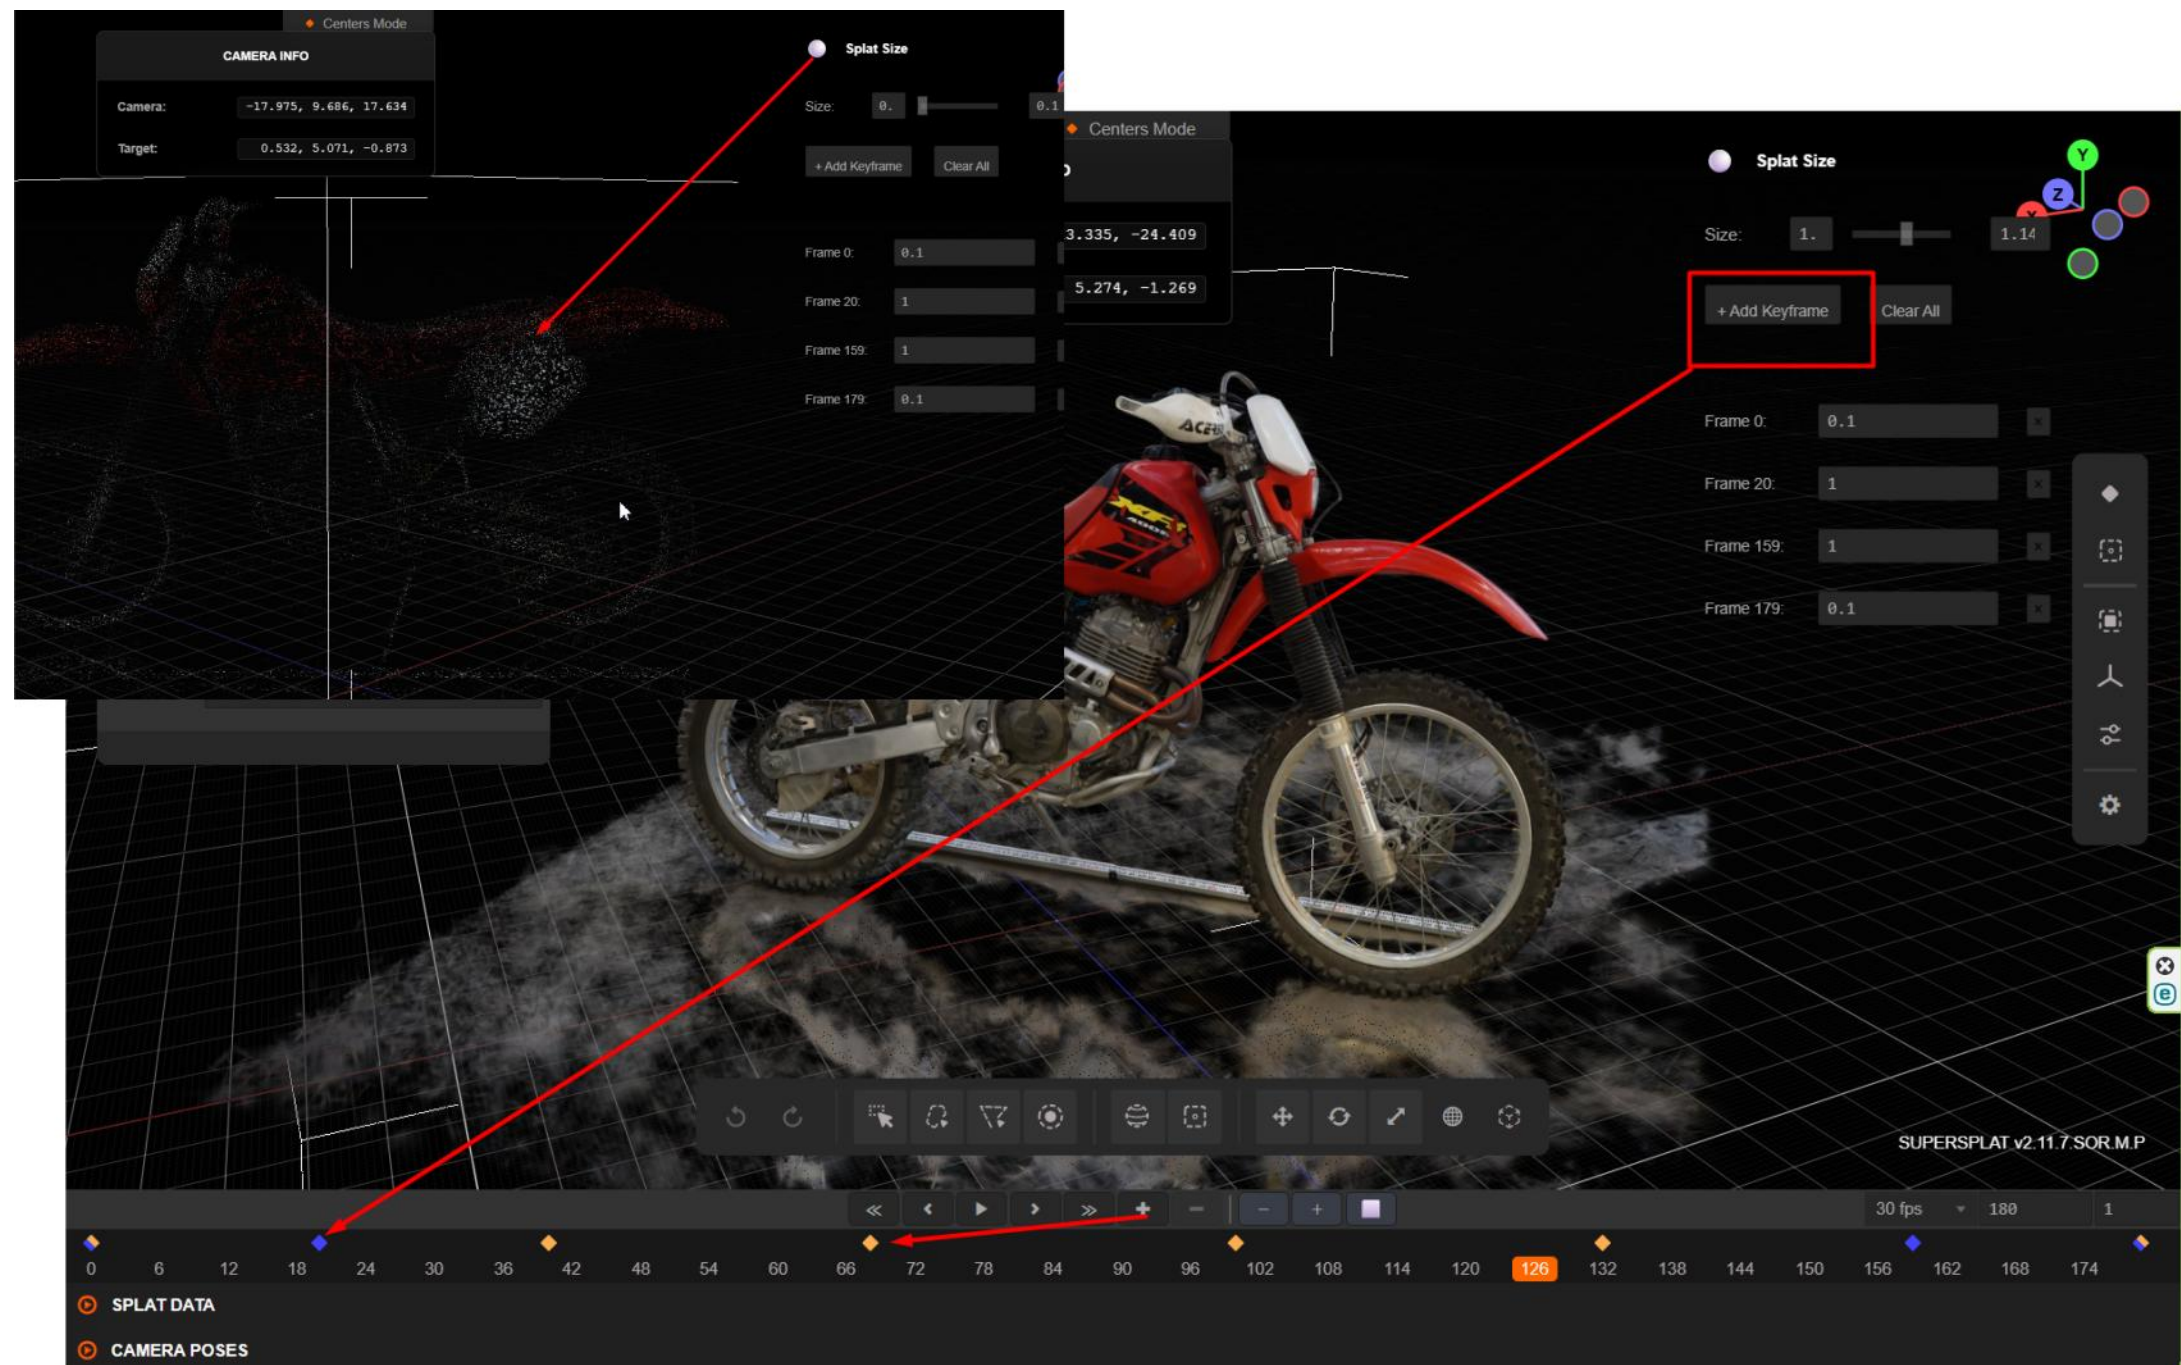 Centers Mode
CAMERA INFO
Camera: -17.975, 9.686, 17.634
Target: 0.532, 5.071, -0.873
Splat Size
Size: 0. 0.1
+ Add Keyframe Clear All
Frame 0: 0.1
Frame 20: 1
Frame 159: 1
Frame 179: 0.1
Centers Mode
3.335, -24.409
5.274, -1.269
Splat Size
Y
Z
Size: 1. 1.14
+ Add Keyframe Clear All
Frame 0: 0.1
Frame 20: 1
Frame 159: 1
Frame 179: 0.1
400R
SUPERSPLAT v2.11.7.SOR.M.P
30 fps 180 1
0 6 12 18 24 30 36 42 48 54 60 66 72 78 84 90 96 102 108 114 120 126 132 138 144 150 156 162 168 174
SPLAT DATA
CAMERA POSES